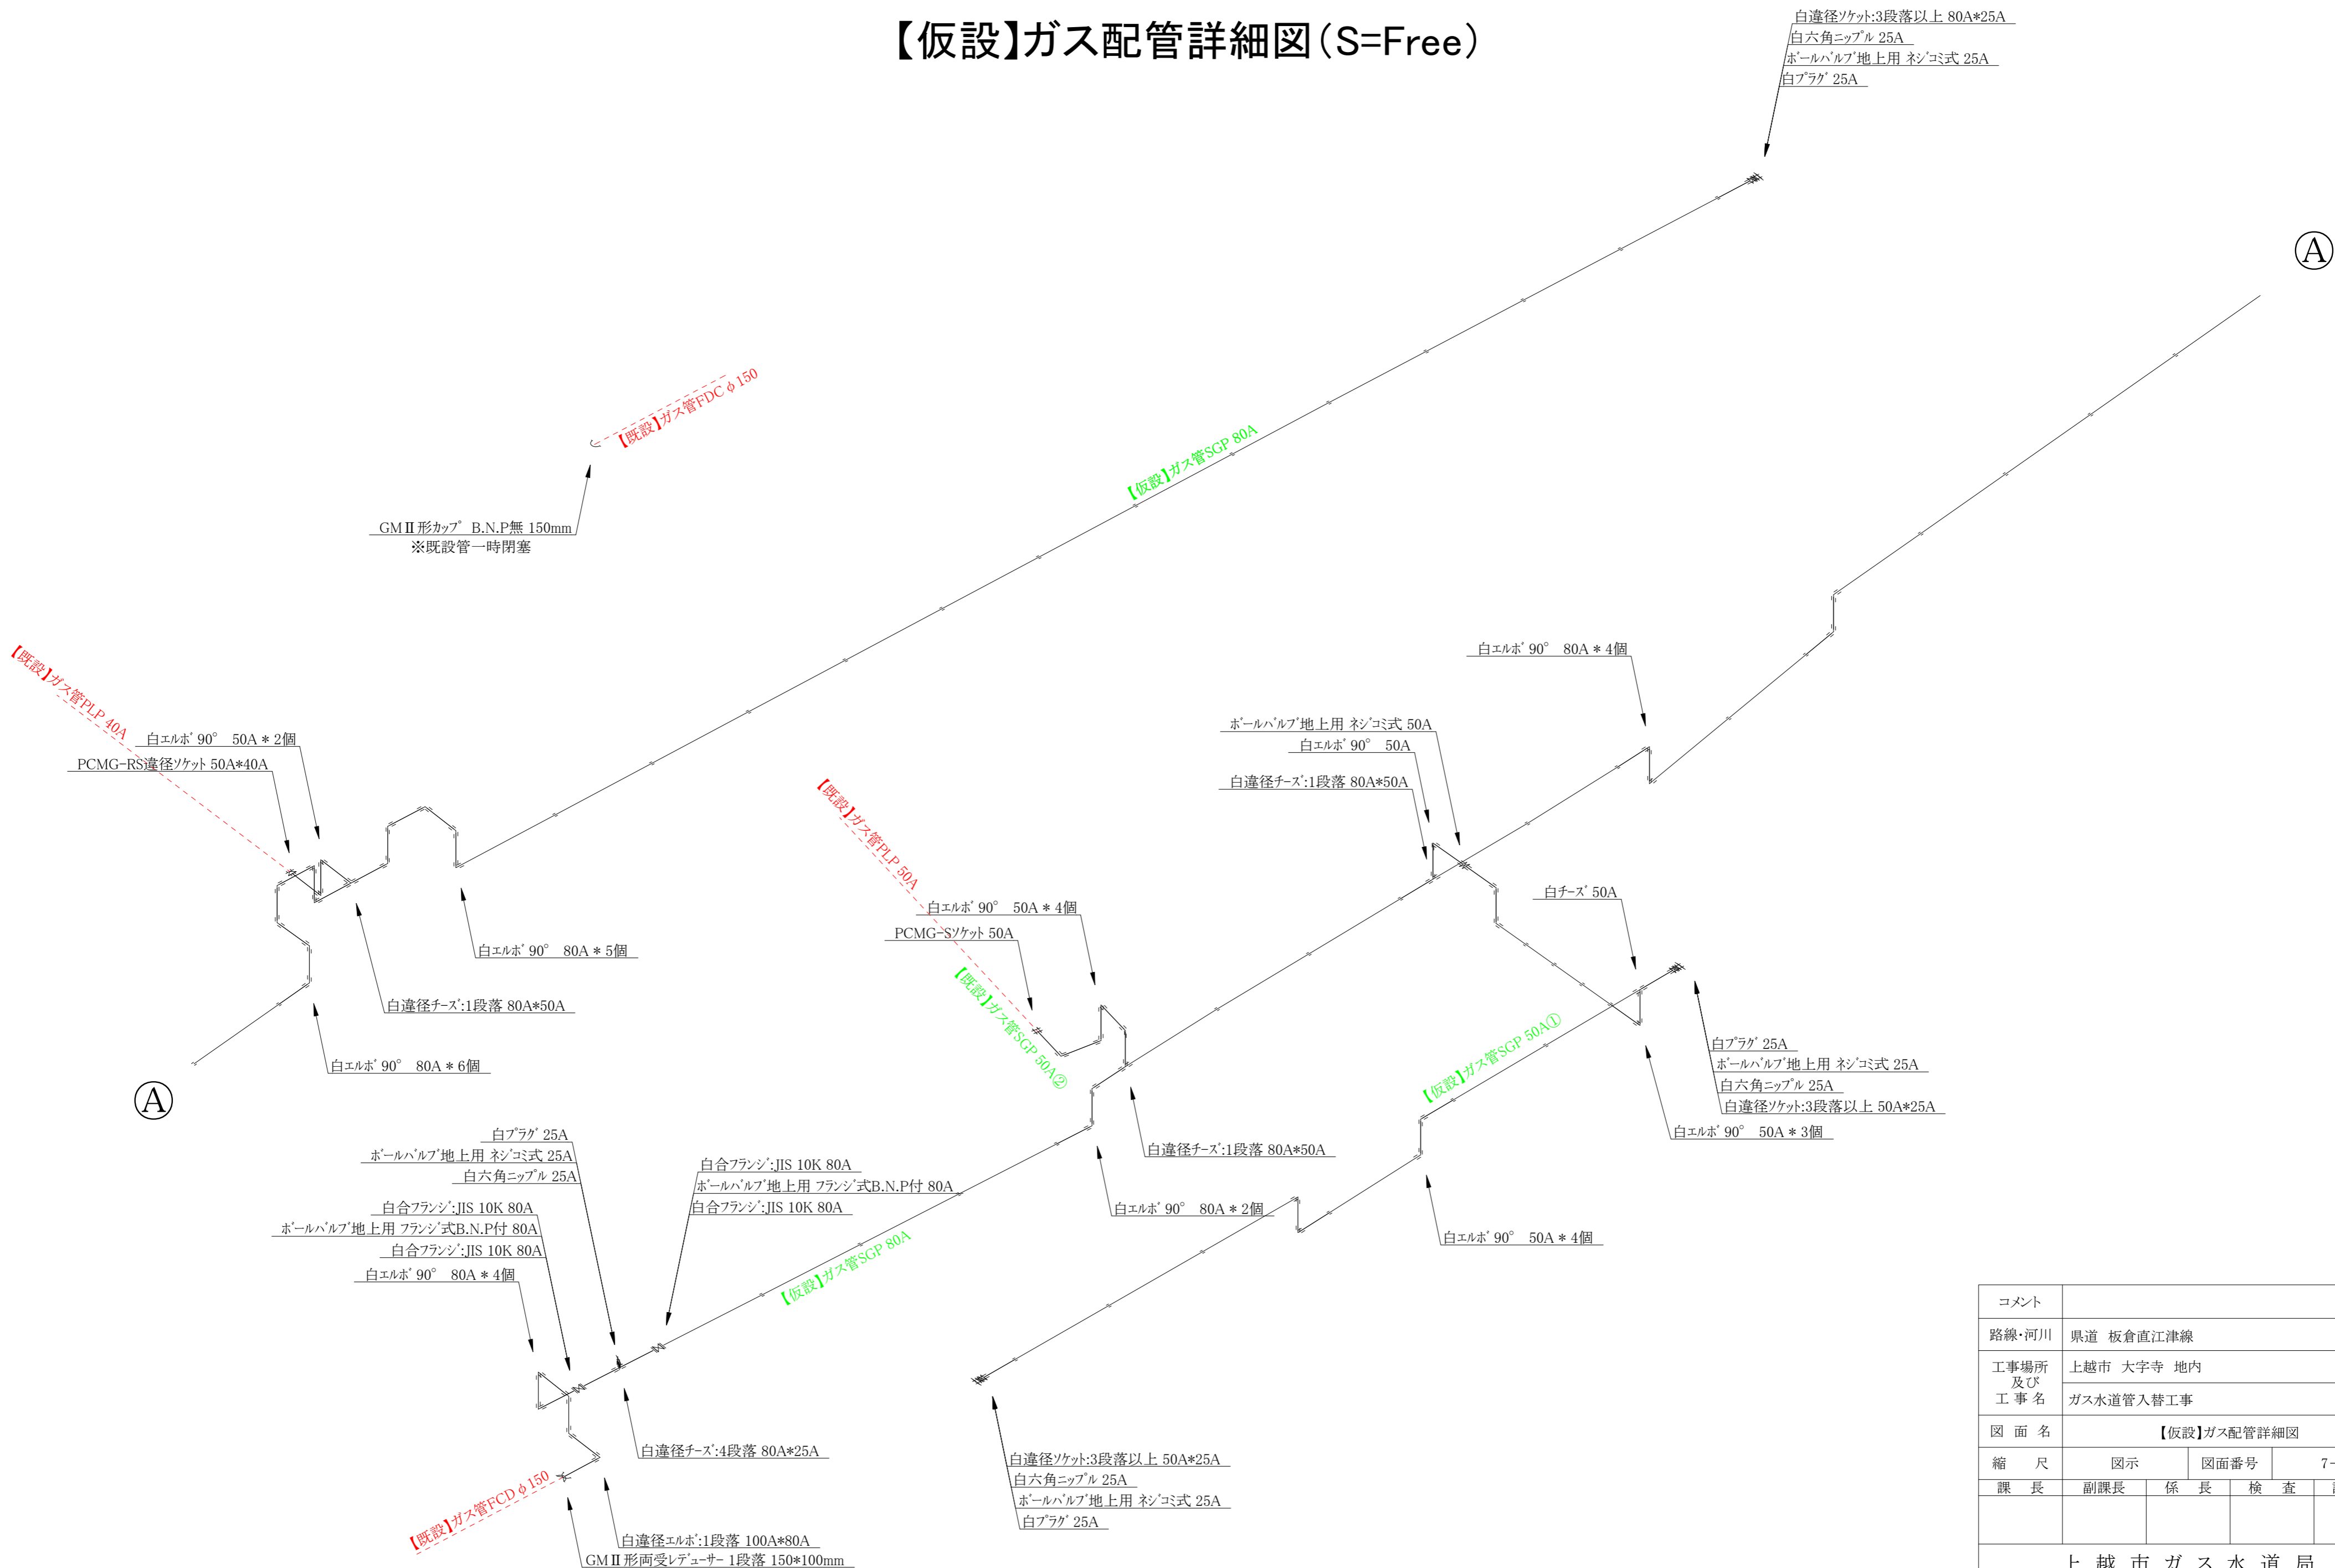 【仮設】ガス配管詳細図(S=Free)
白違径ソケット:3段落以上 80A*25A
白六角ニップル 25A
ボールバルブ地上用 ネジコミ式 25A
白プラグ 25A
Ⓐ
【既設】ガス管FDCφ150
【仮設】ガス管SGP 80A
GMⅡ形カップ B.N.P無 150mm
※既設管一時閉塞
【既設】ガス管PLP 40A
白エルボ 90° 50A * 2個
PCMG-RS違径ソケット 50A*40A
白エルボ 90° 80A * 5個
白違径チーズ:1段落 80A*50A
白エルボ 90° 80A * 6個
Ⓐ
白エルボ 90° 80A * 4個
ボールバルブ地上用 ネジコミ式 50A
白エルボ 90° 50A
白違径チーズ:1段落 80A*50A
【既設】ガス管PLP 50A
白エルボ 90° 50A * 4個
PCMG-Sソケット 50A
【既設】ガス管SGP 50A②
白チーズ 50A
【仮設】ガス管SGP 50A①
白プラグ 25A
ボールバルブ地上用 ネジコミ式 25A
白六角ニップル 25A
白違径ソケット:3段落以上 50A*25A
白エルボ 90° 50A * 3個
白違径チーズ:1段落 80A*50A
白エルボ 90° 80A * 2個
白エルボ 90° 50A * 4個
白プラグ 25A
ボールバルブ地上用 ネジコミ式 25A
白六角ニップル 25A
白合フランジ:JIS 10K 80A
ボールバルブ地上用 フランジ式B.N.P付 80A
白合フランジ:JIS 10K 80A
白エルボ 90° 80A * 4個
白合フランジ:JIS 10K 80A
ボールバルブ地上用 フランジ式B.N.P付 80A
白合フランジ:JIS 10K 80A
【仮設】ガス管SGP 80A
白違径チーズ:4段落 80A*25A
【既設】ガス管FCDφ150
白違径エルボ:1段落 100A*80A
GMⅡ形両受レデューサー 1段落 150*100mm
白違径ソケット:3段落以上 50A*25A
白六角ニップル 25A
ボールバルブ地上用 ネジコミ式 25A
白プラグ 25A
コメント
路線・河川 県道 板倉直江津線
工事場所及び工事名 上越市 大字寺 地内
ガス水道管入替工事
図面名 【仮設】ガス配管詳細図
縮尺 図示 図面番号 7-
課長 副課長 係長 検査
上越市ガス水道局